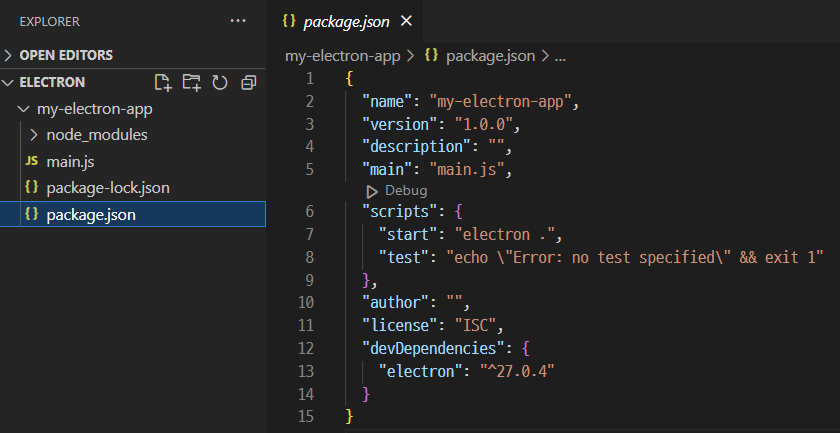 EXPLORER
OPEN EDITORS
ELECTRON
my-electron-app
node_modules
JS main.js
{} package-lock.json
{} package.json
{} package.json
my-electron-app > {} package.json > ...
1 {
2 "name": "my-electron-app",
3 "version": "1.0.0",
4 "description": "",
5 "main": "main.js",
Debug
6 "scripts": {
7 "start": "electron .",
8 "test": "echo \"Error: no test specified\" && exit 1"
9 },
10 "author": "",
11 "license": "ISC",
12 "devDependencies": {
13 "electron": "^27.0.4"
14 }
15 }